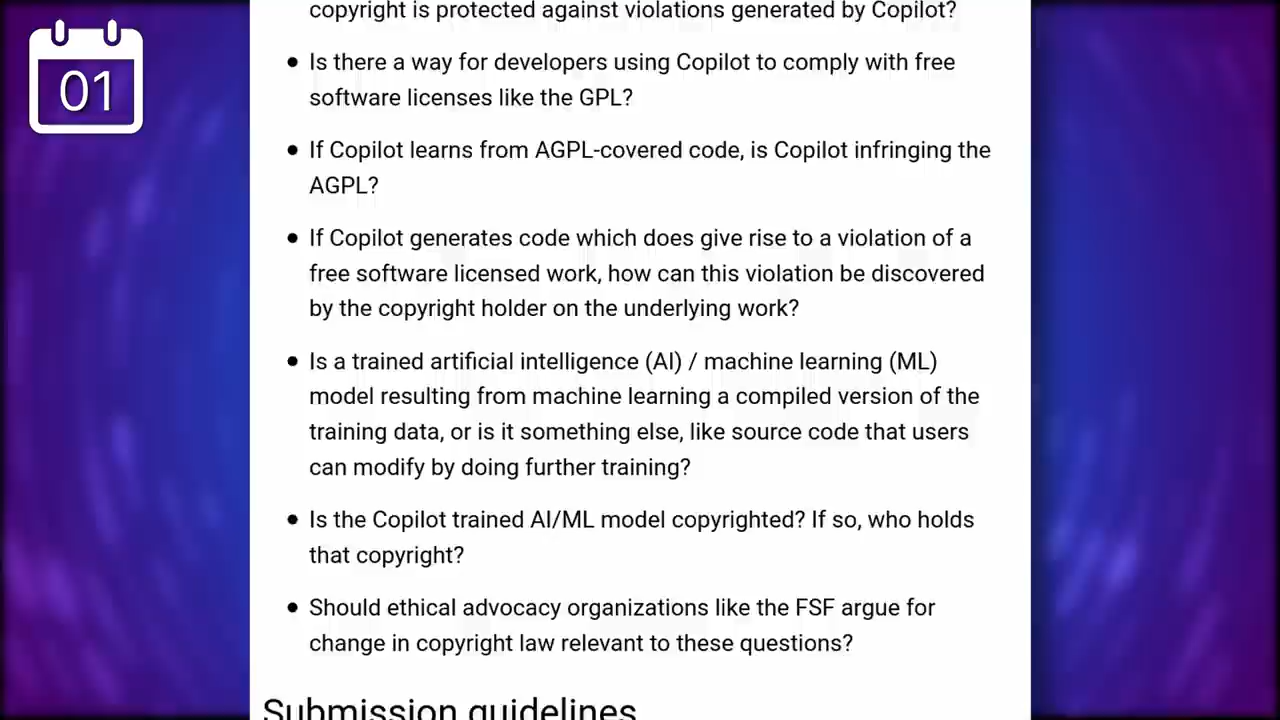 01
copyright is protected against violations generated by Copilot?
• Is there a way for developers using Copilot to comply with free
software licenses like the GPL?
• If Copilot learns from AGPL-covered code, is Copilot infringing the
AGPL?
• If Copilot generates code which does give rise to a violation of a
free software licensed work, how can this violation be discovered
by the copyright holder on the underlying work?
• Is a trained artificial intelligence (AI) / machine learning (ML)
model resulting from machine learning a compiled version of the
training data, or is it something else, like source code that users
can modify by doing further training?
• Is the Copilot trained AI/ML model copyrighted? If so, who holds
that copyright?
• Should ethical advocacy organizations like the FSF argue for
change in copyright law relevant to these questions?
Submission guidelines